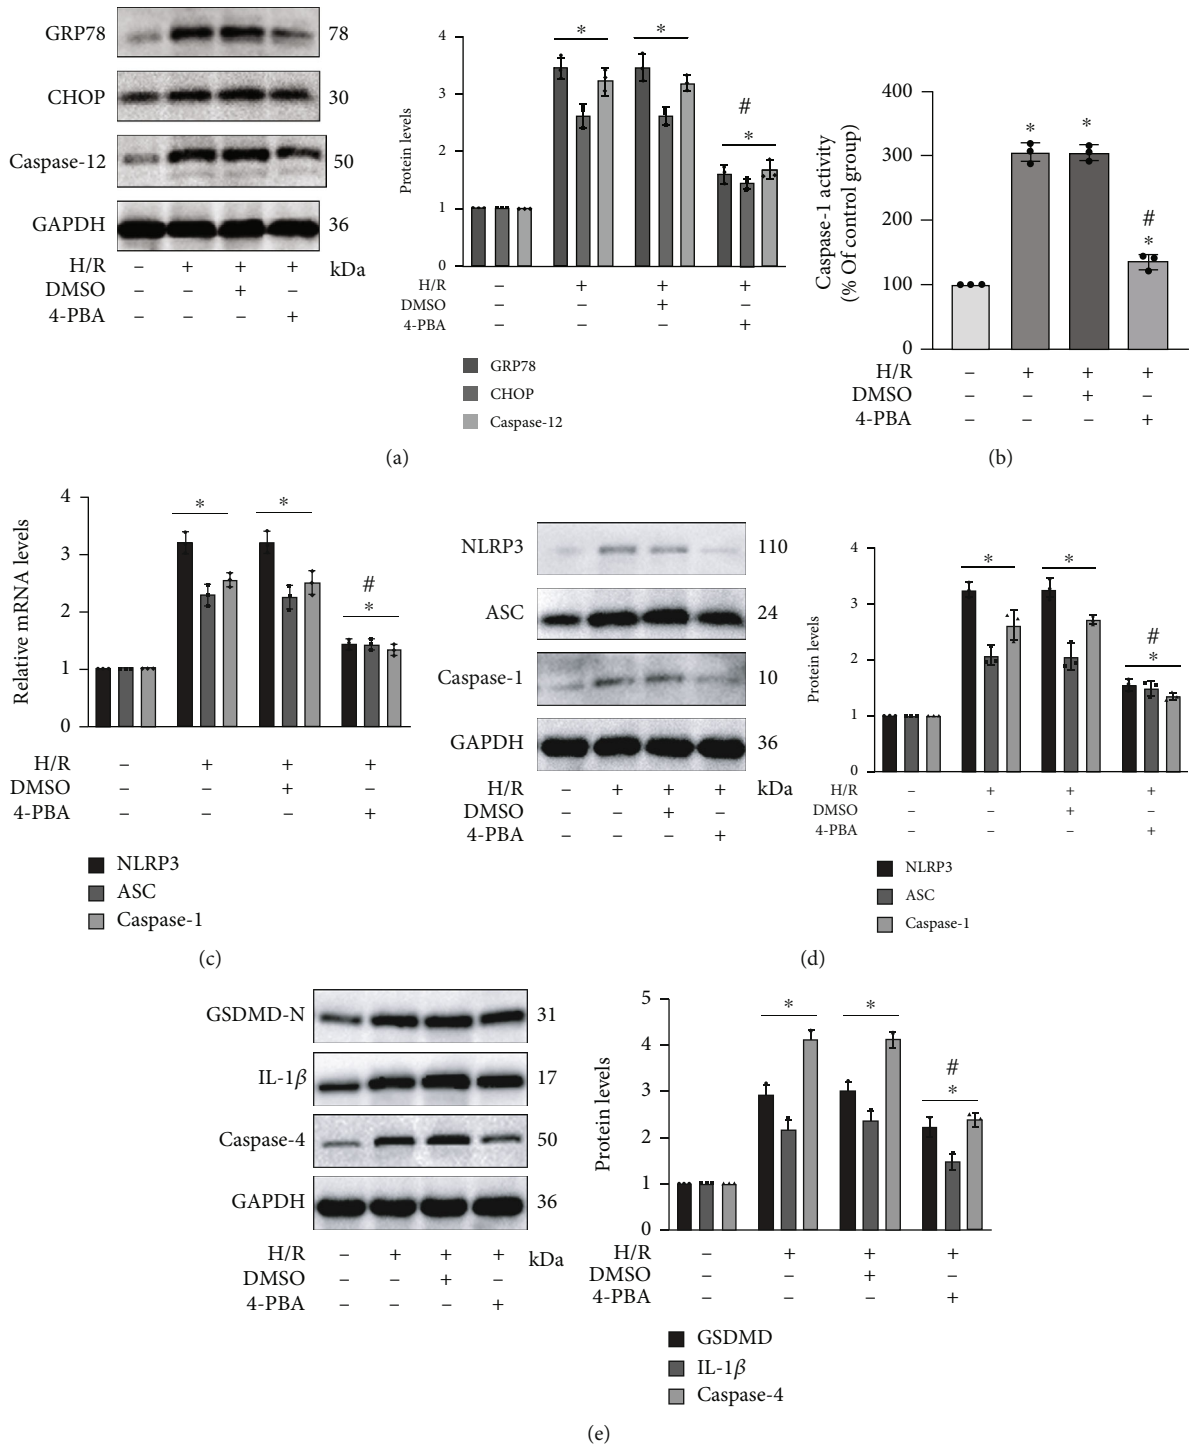 GRP78 78
CHOP 30
Caspase-12 50
GAPDH 36
H/R – + + + kDa
DMSO – – + –
4-PBA – – – +
Protein levels
4
3
2
1
0
* * # *
H/R – + + +
DMSO – – + –
4-PBA – – – +
GRP78
CHOP
Caspase-12
(a)
Caspase-1 activity
(% Of control group)
400
300
200
100
0
* * # *
H/R – + + +
DMSO – – + –
4-PBA – – – +
(b)
Relative mRNA levels
4
3
2
1
0
* * # *
H/R – + + +
DMSO – – + –
4-PBA – – – +
NLRP3
ASC
Caspase-1
(c)
NLRP3 110
ASC 24
Caspase-1 10
GAPDH 36
H/R – + + + kDa
DMSO – – + –
4-PBA – – – +
Protein levels
4
3
2
1
0
* * # *
H/R – + + +
DMSO – – + –
4-PBA – – – +
NLRP3
ASC
Caspase-1
(d)
GSDMD-N 31
IL-1β 17
Caspase-4 50
GAPDH 36
H/R – + + + kDa
DMSO – – + –
4-PBA – – – +
Protein levels
5
4
3
2
1
0
* * # *
H/R – + + +
DMSO – – + –
4-PBA – – – +
GSDMD
IL-1β
Caspase-4
(e)